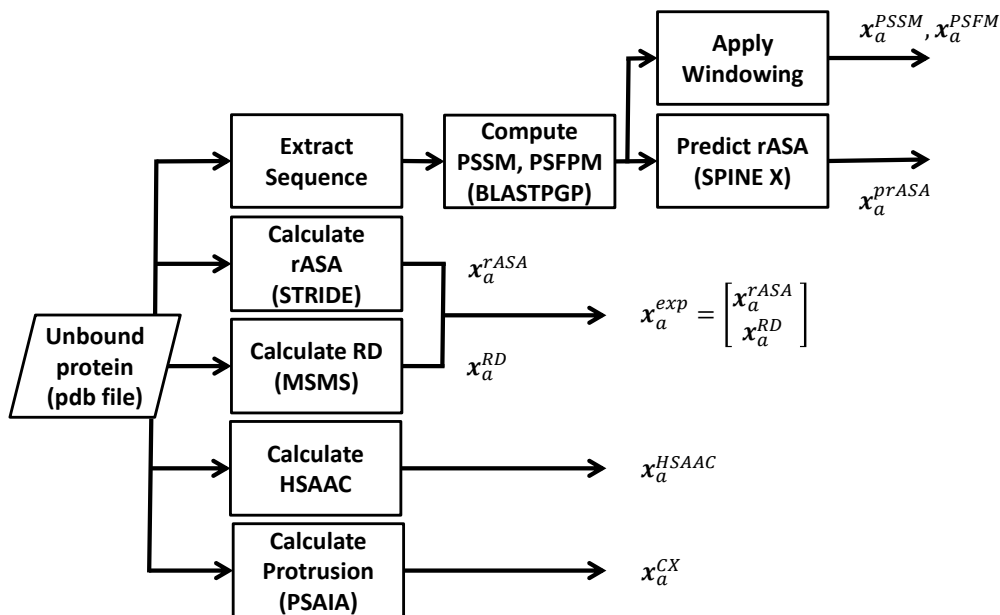 Apply
Windowing
𝒙_a^{PSSM}, 𝒙_a^{PSFM}
Extract
Sequence
Compute
PSSM, PSFPM
(BLASTPGP)
Predict rASA
(SPINE X)
𝒙_a^{prASA}
Calculate
rASA
(STRIDE)
𝒙_a^{rASA}
Unbound
protein
(pdb file)
Calculate RD
(MSMS)
𝒙_a^{RD}
𝒙_a^{exp} = [𝒙_a^{rASA}
𝒙_a^{RD}]
Calculate
HSAAC
𝒙_a^{HSAAC}
Calculate
Protrusion
(PSAIA)
𝒙_a^{CX}